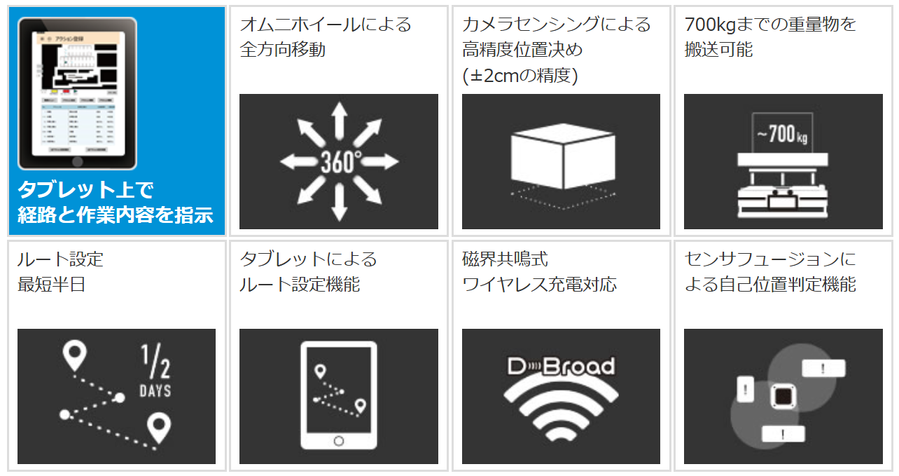 アクション登録
タブレット上で
経路と作業内容を指示
オムニホイールによる
全方向移動
360°
カメラセンシングによる
高精度位置決め
(±2cmの精度)
700kgまでの重量物を
搬送可能
~700kg
ルート設定
最短半日
1/2
DAYS
タブレットによる
ルート設定機能
磁界共鳴式
ワイヤレス充電対応
D-Broad
センサフュージョンに
よる自己位置判定機能
!
!
!